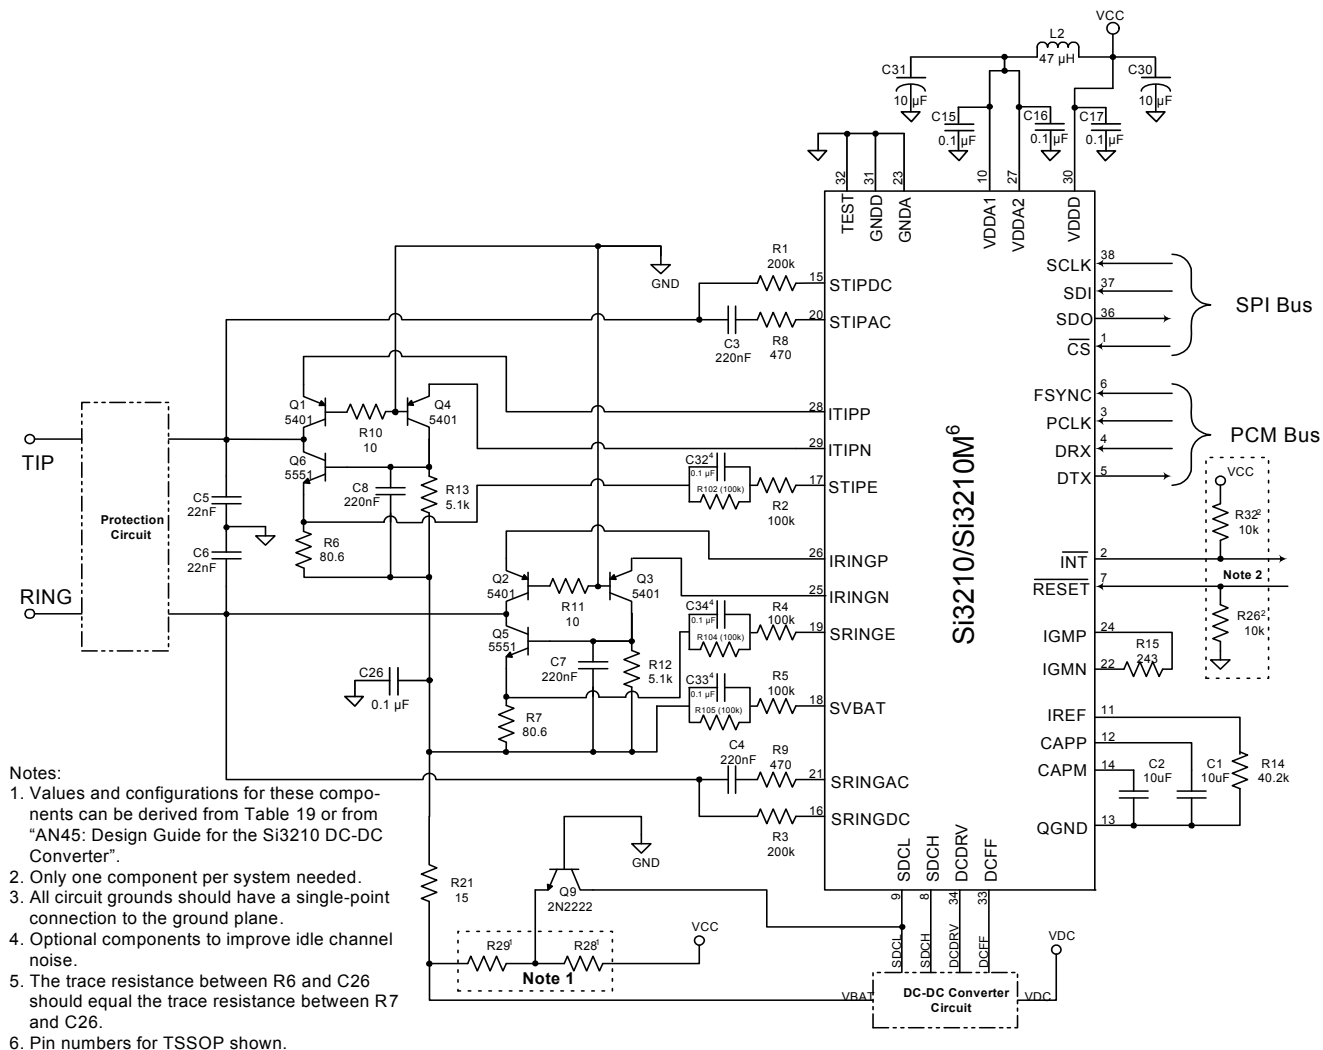 VCC
L2
47 µH
C31
10 µF
C30
10 µF
C15
0.1 µF
C16
0.1 µF
C17
0.1 µF
32
31
23
10
27
30
TEST
GNDD
GNDA
VDDA1
VDDA2
VDDD
GND
R1
200k
15
STIPDC
C3
220nF
R8
470
20
STIPAC
SCLK
38
SDI
37
SDO
36
CS
1
SPI Bus
FSYNC
6
PCLK
3
DRX
4
DTX
5
PCM Bus
Si3210/Si3210M6
TIP
RING
Protection
Circuit
C5
22nF
C6
22nF
Q1
5401
R10
10
Q4
5401
Q6
5551
C8
220nF
R13
5.1k
R6
80.6
28
ITIPP
29
ITIPN
C324
0.1 µF
R102 (100k)
R2
100k
17
STIPE
26
IRINGP
25
IRINGN
Q2
5401
R11
10
Q3
5401
Q5
5551
C7
220nF
R12
5.1k
R7
80.6
C344
0.1 µF
R104 (100k)
R4
100k
19
SRINGE
C334
0.1 µF
R105 (100k)
R5
100k
18
SVBAT
C26
0.1 µF
C4
220nF
R9
470
21
SRINGAC
R3
200k
16
SRINGDC
VCC
R322
10k
INT
2
Note 2
RESET
7
R262
10k
IGMP
24
R15
243
IGMN
22
IREF
11
CAPP
12
CAPM
14
C2
10uF
C1
10uF
R14
40.2k
QGND
13
SDCL
SDCH
DCDRV
DCFF
9
8
34
33
SDCL
SDCH
DCDRV
DCFF
GND
Q9
2N2222
R21
15
R291
R281
Note 1
VCC
VBAT
DC-DC Converter
Circuit
VDC
VDC
Notes:
1. Values and configurations for these compo-
nents can be derived from Table 19 or from
“AN45: Design Guide for the Si3210 DC-DC
Converter”.
2. Only one component per system needed.
3. All circuit grounds should have a single-point
connection to the ground plane.
4. Optional components to improve idle channel
noise.
5. The trace resistance between R6 and C26
should equal the trace resistance between R7
and C26.
6. Pin numbers for TSSOP shown.